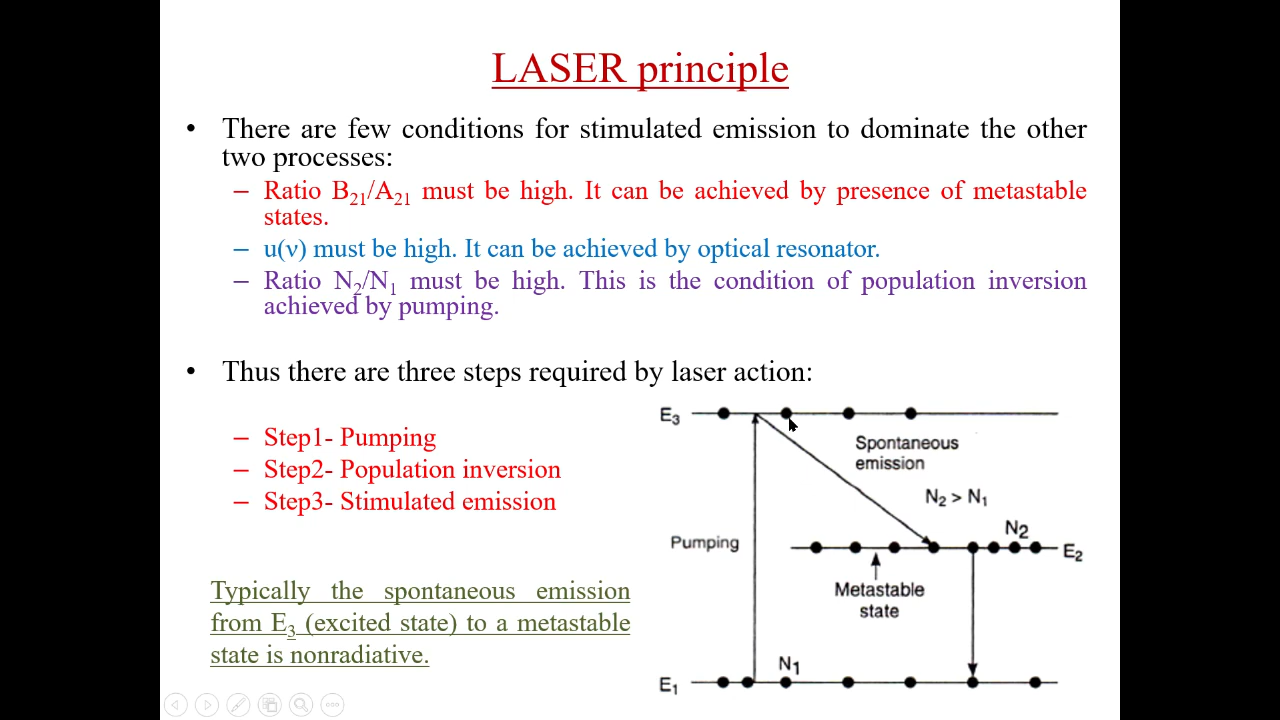 LASER principle
• There are few conditions for stimulated emission to dominate the other
two processes:
– Ratio B₂₁/A₂₁ must be high. It can be achieved by presence of metastable
states.
– u(ν) must be high. It can be achieved by optical resonator.
– Ratio N₂/N₁ must be high. This is the condition of population inversion
achieved by pumping.
• Thus there are three steps required by laser action:
– Step1- Pumping
– Step2- Population inversion
– Step3- Stimulated emission
Typically the spontaneous emission
from E₃ (excited state) to a metastable
state is nonradiative.
E₃
Spontaneous
emission
N₂ > N₁
N₂
Pumping
E₂
Metastable
state
N₁
E₁